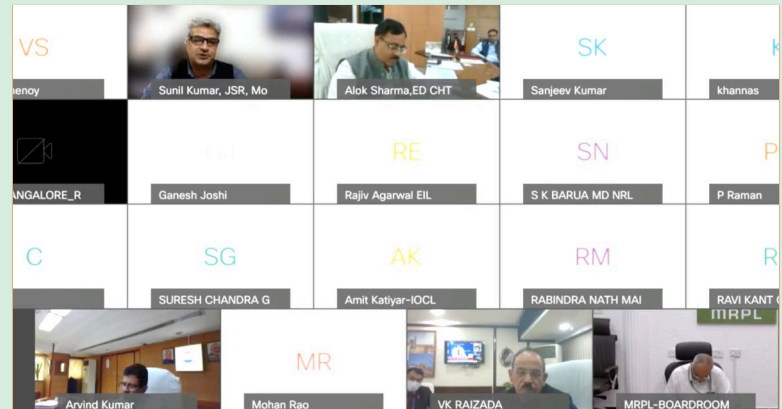 VS
SK
K
enoy
Sunil Kumar, JSR, Mo
Alok Sharma,ED CHT
Sanjeev Kumar
khannas
RE
SN
P
ANGALORE_R
Ganesh Joshi
Rajiv Agarwal EIL
S K BARUA MD NRL
P Raman
C
SG
AK
RM
R
SURESH CHANDRA G
Amit Katiyar-IOCL
RABINDRA NATH MAI
RAVI KANT
MRPL
MR
Arvind Kumar
Mohan Rao
VK RAIZADA
MRPL-BOARDROOM